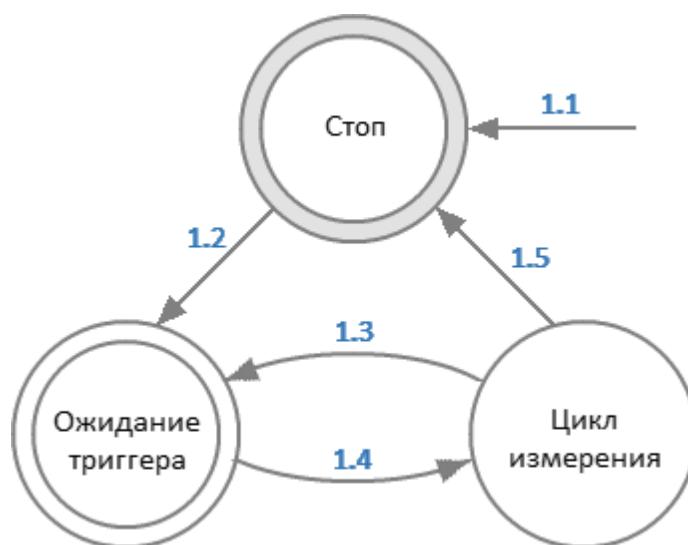 Стоп
1.1
1.2
1.5
1.3
Ожидание
триггера
1.4
Цикл
измерения